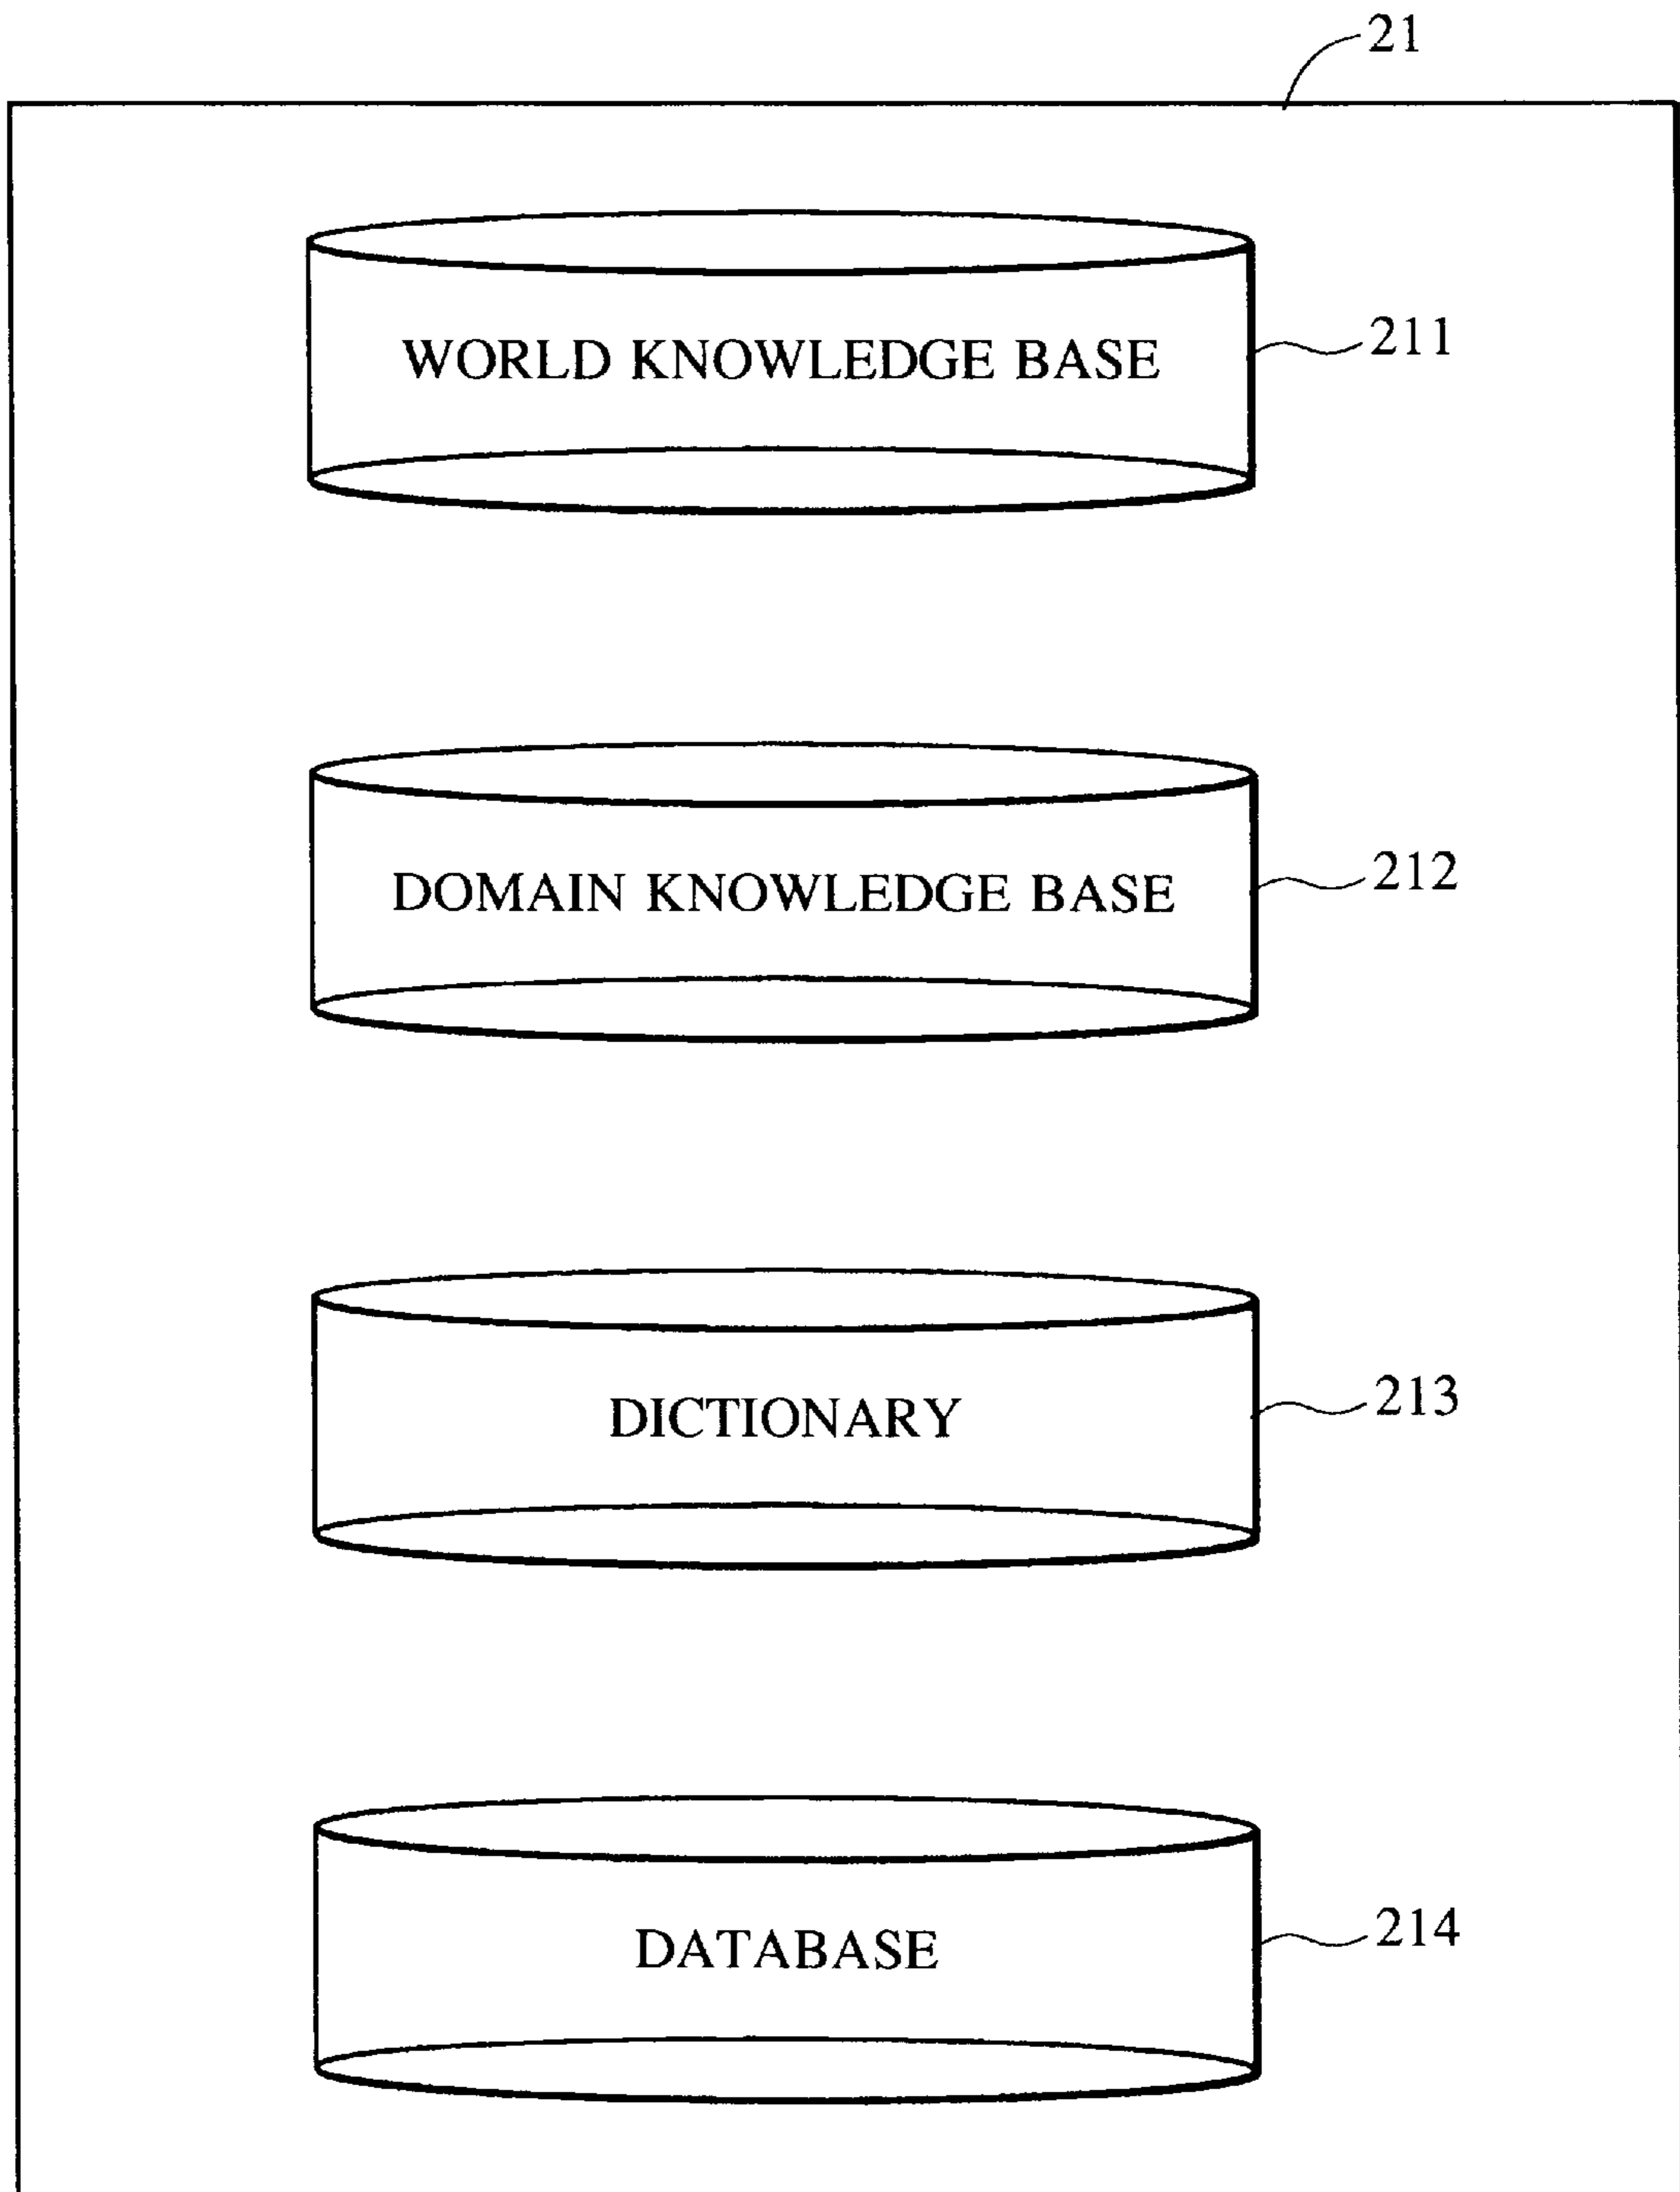 21
WORLD KNOWLEDGE BASE
211
DOMAIN KNOWLEDGE BASE
212
DICTIONARY
213
DATABASE
214